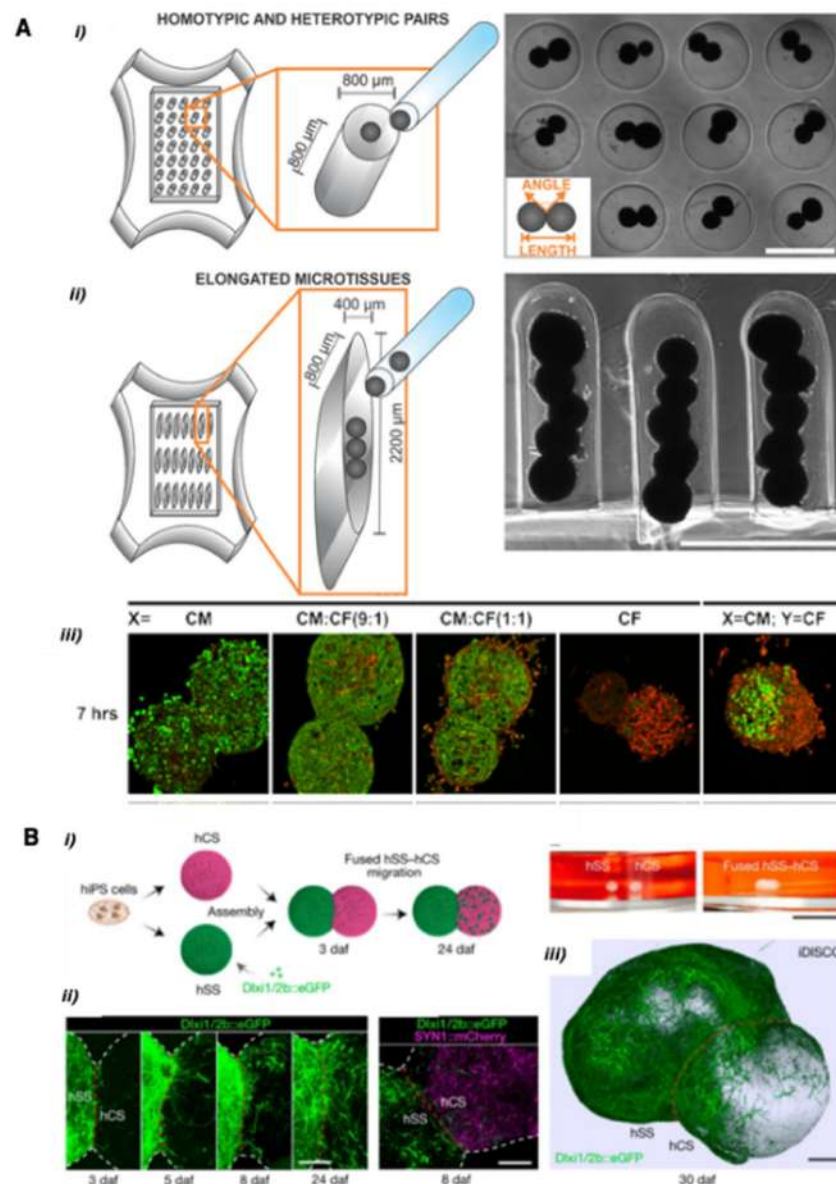 A
i)
HOMOTYPIC AND HETEROTYPIC PAIRS
800 µm
800 µm
ANGLE
LENGTH
ii)
ELONGATED MICROTISSUES
400 µm
800 µm
2200 µm
X= CM CM:CF(9:1) CM:CF(1:1) CF X=CM; Y=CF
iii)
7 hrs
B
i)
hCS
hiPS cells
Assembly
hSS
Dlxi1/2b::eGFP
Fused hSS–hCS
migration
3 daf
24 daf
hSS hCS
Fused hSS–hCS
ii)
Dlxi1/2b::eGFP
hSS
hCS
3 daf 5 daf 8 daf 24 daf
Dlxi1/2b::eGFP
SYN1::mCherry
hSS
hCS
8 daf
iii)
iDISCO
hSS
hCS
Dlxi1/2b::eGFP
30 daf